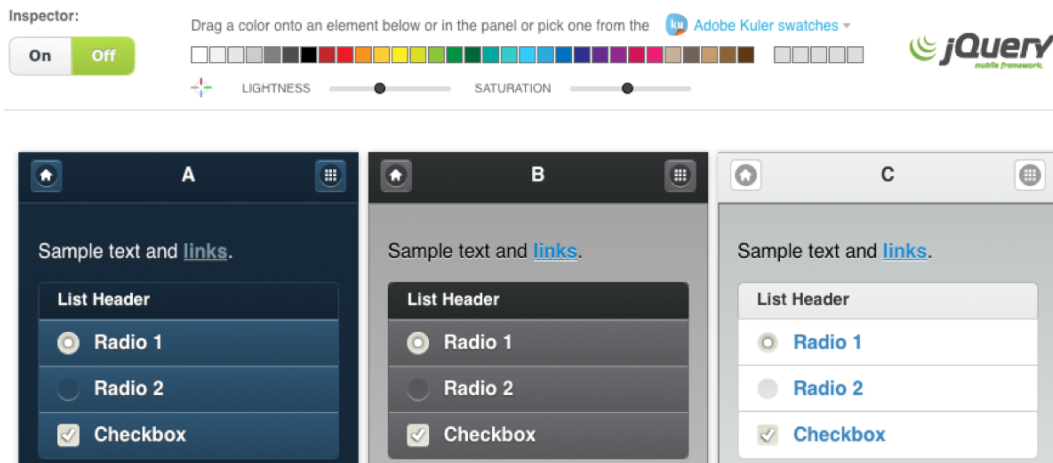 Inspector:
On Off
Drag a color onto an element below or in the panel or pick one from the ku Adobe Kuler swatches
LIGHTNESS SATURATION
jQuery
mobile framework.
A B C
Sample text and links. Sample text and links. Sample text and links.
List Header List Header List Header
Radio 1 Radio 1 Radio 1
Radio 2 Radio 2 Radio 2
Checkbox Checkbox Checkbox